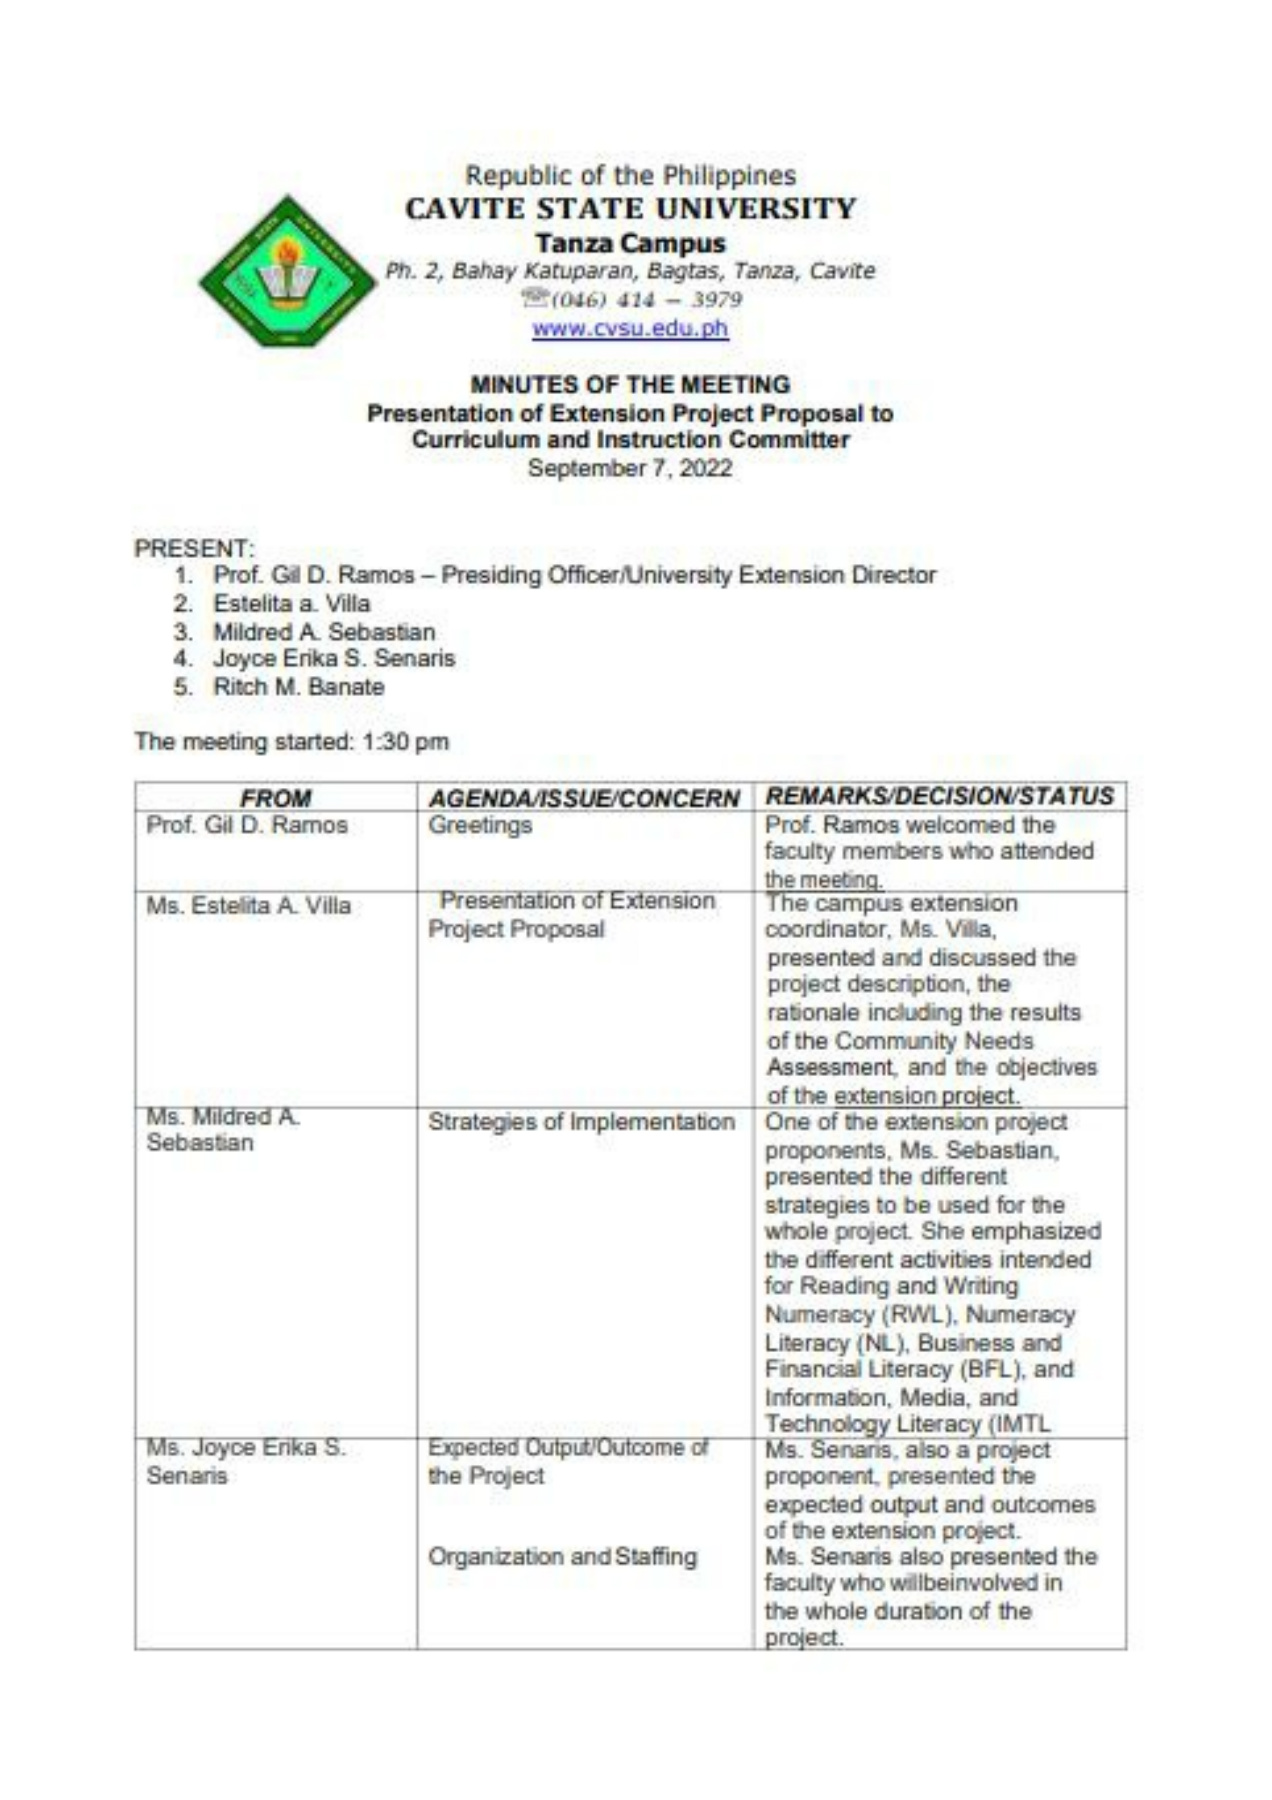 Republic of the Philippines
CAVITE STATE UNIVERSITY
Tanza Campus
Ph. 2, Bahay Katuparan, Bagtas, Tanza, Cavite
☏(046) 414 – 3979
www.cvsu.edu.ph
MINUTES OF THE MEETING
Presentation of Extension Project Proposal to
Curriculum and Instruction Committer
September 7, 2022
PRESENT:
1. Prof. Gil D. Ramos – Presiding Officer/University Extension Director
2. Estelita a. Villa
3. Mildred A. Sebastian
4. Joyce Erika S. Senaris
5. Ritch M. Banate
The meeting started: 1:30 pm
FROM AGENDA/ISSUE/CONCERN REMARKS/DECISION/STATUS
Prof. Gil D. Ramos
Greetings
Prof. Ramos welcomed the
faculty members who attended
the meeting.
Ms. Estelita A. Villa
Presentation of Extension
Project Proposal
The campus extension
coordinator, Ms. Villa,
presented and discussed the
project description, the
rationale including the results
of the Community Needs
Assessment, and the objectives
of the extension project.
Ms. Mildred A.
Sebastian
Strategies of Implementation
One of the extension project
proponents, Ms. Sebastian,
presented the different
strategies to be used for the
whole project. She emphasized
the different activities intended
for Reading and Writing
Numeracy (RWL), Numeracy
Literacy (NL), Business and
Financial Literacy (BFL), and
Information, Media, and
Technology Literacy (IMTL
Ms. Joyce Erika S.
Senaris
Expected Output/Outcome of
the Project
Ms. Senaris, also a project
proponent, presented the
expected output and outcomes
of the extension project.
Organization and Staffing
Ms. Senaris also presented the
faculty who willbeinvolved in
the whole duration of the
project.